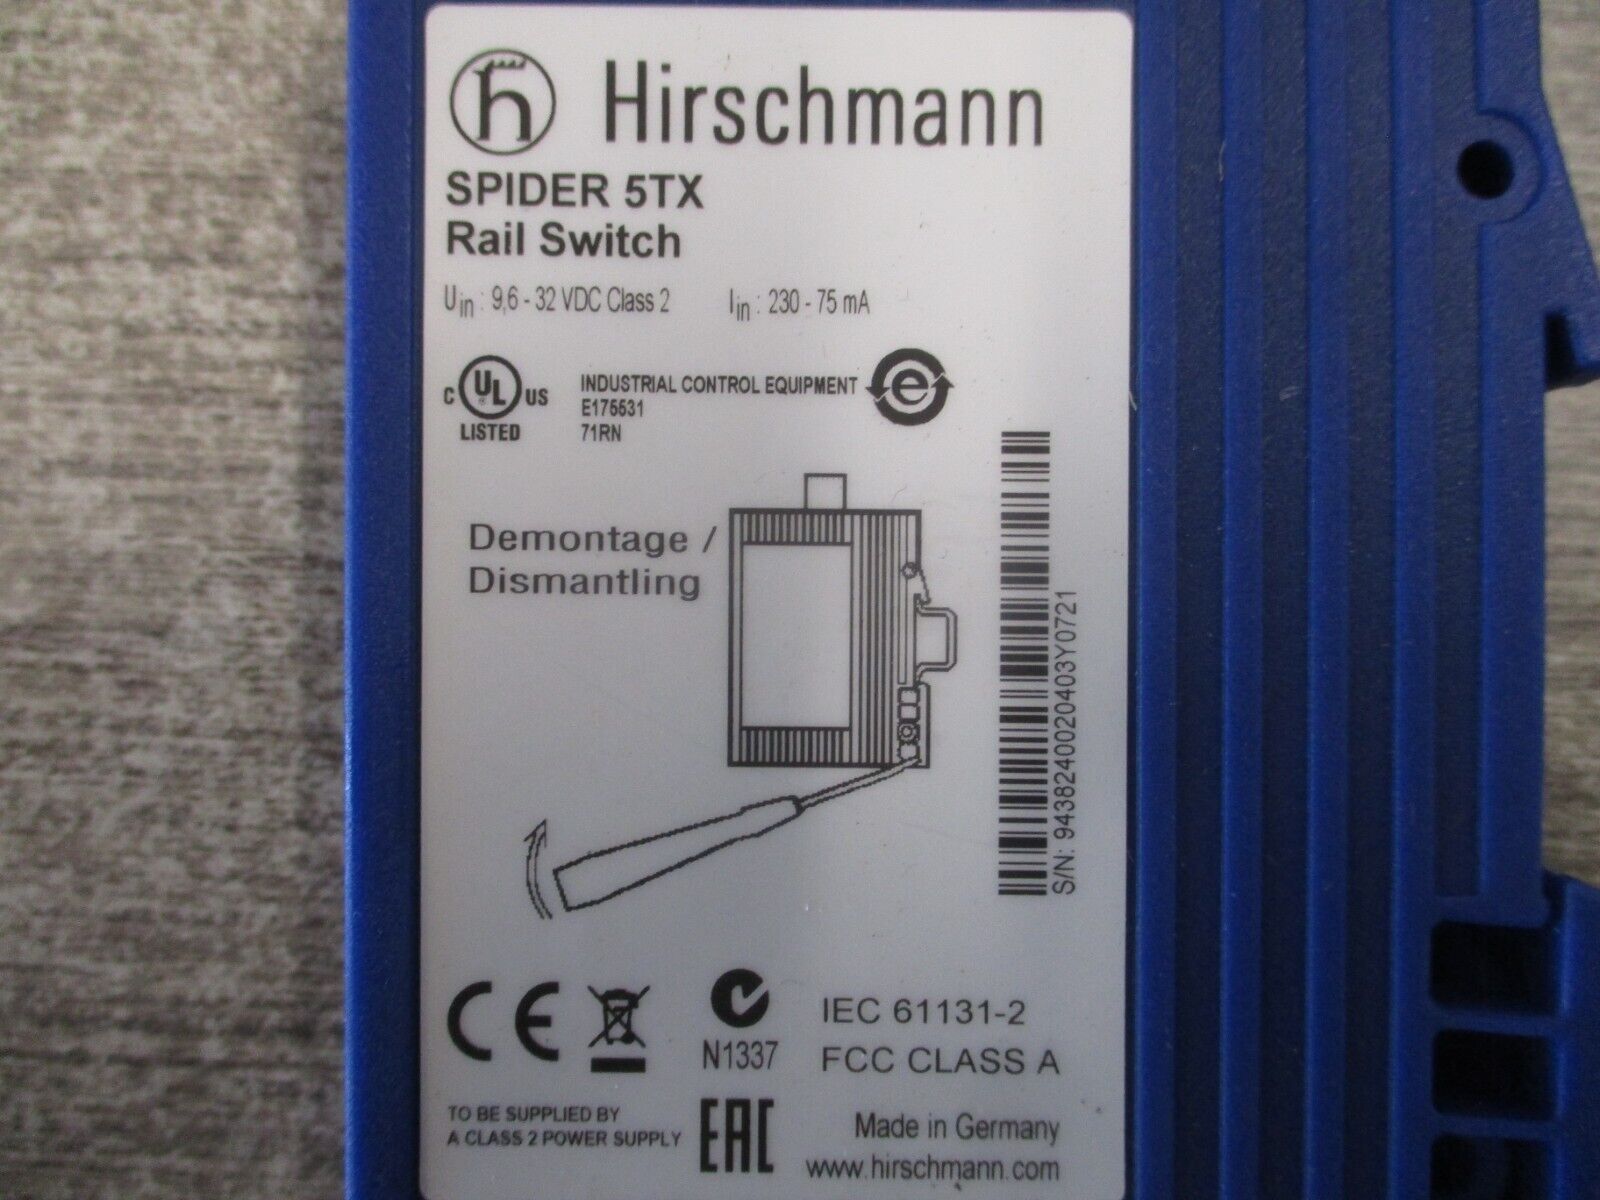 Hirschmann
SPIDER 5TX
Rail Switch
Uin : 9,6 - 32 VDC Class 2 Iin : 230 - 75 mA
C UL US
LISTED
INDUSTRIAL CONTROL EQUIPMENT
E175531
71RN
e
Demontage /
Dismantling
S/N: 9438240020403Y0721
CE
N1337
IEC 61131-2
FCC CLASS A
TO BE SUPPLIED BY
A CLASS 2 POWER SUPPLY
EAC
Made in Germany
www.hirschmann.com